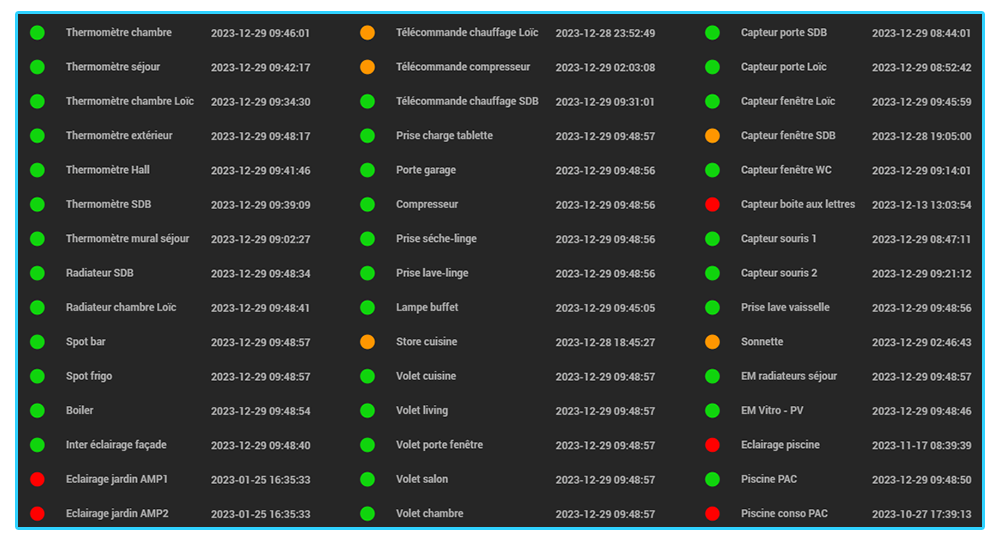 Thermomètre chambre 2023-12-29 09:46:01 Télécommande chauffage Loïc 2023-12-28 23:52:49 Capteur porte SDB 2023-12-29 08:44:01
Thermomètre séjour 2023-12-29 09:42:17 Télécommande compresseur 2023-12-29 02:03:08 Capteur porte Loïc 2023-12-29 08:52:42
Thermomètre chambre Loïc 2023-12-29 09:34:30 Télécommande chauffage SDB 2023-12-29 09:31:01 Capteur fenêtre Loïc 2023-12-29 09:45:59
Thermomètre extérieur 2023-12-29 09:48:17 Prise charge tablette 2023-12-29 09:48:57 Capteur fenêtre SDB 2023-12-28 19:05:00
Thermomètre Hall 2023-12-29 09:41:46 Porte garage 2023-12-29 09:48:56 Capteur fenêtre WC 2023-12-29 09:14:01
Thermomètre SDB 2023-12-29 09:39:09 Compresseur 2023-12-29 09:48:56 Capteur boite aux lettres 2023-12-13 13:03:54
Thermomètre mural séjour 2023-12-29 09:02:27 Prise séche-linge 2023-12-29 09:48:56 Capteur souris 1 2023-12-29 08:47:11
Radiateur SDB 2023-12-29 09:48:34 Prise lave-linge 2023-12-29 09:48:56 Capteur souris 2 2023-12-29 09:21:12
Radiateur chambre Loïc 2023-12-29 09:48:41 Lampe buffet 2023-12-29 09:45:05 Prise lave vaisselle 2023-12-29 09:48:56
Spot bar 2023-12-29 09:48:57 Store cuisine 2023-12-28 18:45:27 Sonnette 2023-12-29 02:46:43
Spot frigo 2023-12-29 09:48:57 Volet cuisine 2023-12-29 09:48:57 EM radiateurs séjour 2023-12-29 09:48:57
Boiler 2023-12-29 09:48:54 Volet living 2023-12-29 09:48:57 EM Vitro - PV 2023-12-29 09:48:46
Inter éclairage façade 2023-12-29 09:48:40 Volet porte fenêtre 2023-12-29 09:48:57 Eclairage piscine 2023-11-17 08:39:39
Eclairage jardin AMP1 2023-01-25 16:35:33 Volet salon 2023-12-29 09:48:57 Piscine PAC 2023-12-29 09:48:50
Eclairage jardin AMP2 2023-01-25 16:35:33 Volet chambre 2023-12-29 09:48:57 Piscine conso PAC 2023-10-27 17:39:13